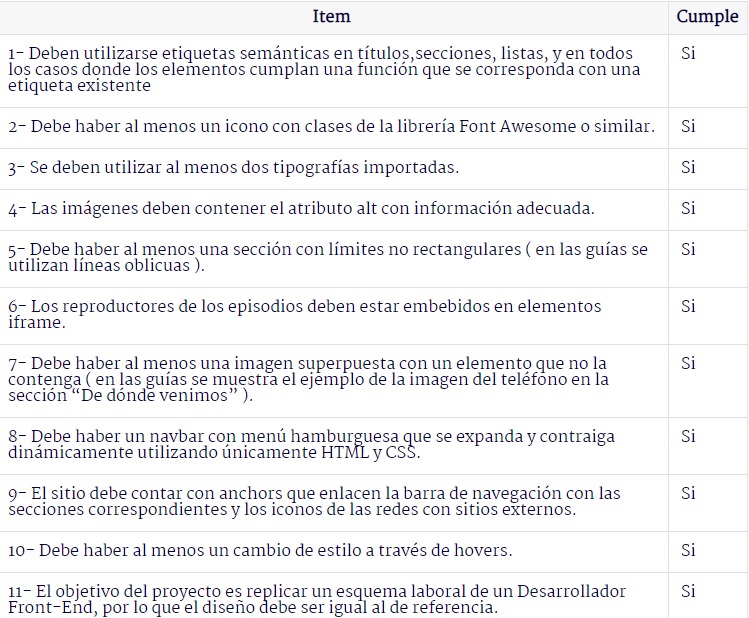 Item Cumple
1- Deben utilizarse etiquetas semánticas en títulos,secciones, listas, y en todos Si
los casos donde los elementos cumplan una función que se corresponda con una
etiqueta existente
2- Debe haber al menos un icono con clases de la librería Font Awesome o similar. Si
3- Se deben utilizar al menos dos tipografías importadas. Si
4- Las imágenes deben contener el atributo alt con información adecuada. Si
5- Debe haber al menos una sección con límites no rectangulares ( en las guías se Si
utilizan líneas oblicuas ).
6- Los reproductores de los episodios deben estar embebidos en elementos Si
iframe.
7- Debe haber al menos una imagen superpuesta con un elemento que no la Si
contenga ( en las guías se muestra el ejemplo de la imagen del teléfono en la
sección “De dónde venimos” ).
8- Debe haber un navbar con menú hamburguesa que se expanda y contraiga Si
dinámicamente utilizando únicamente HTML y CSS.
9- El sitio debe contar con anchors que enlacen la barra de navegación con las Si
secciones correspondientes y los iconos de las redes con sitios externos.
10- Debe haber al menos un cambio de estilo a través de hovers. Si
11- El objetivo del proyecto es replicar un esquema laboral de un Desarrollador Si
Front-End, por lo que el diseño debe ser igual al de referencia.